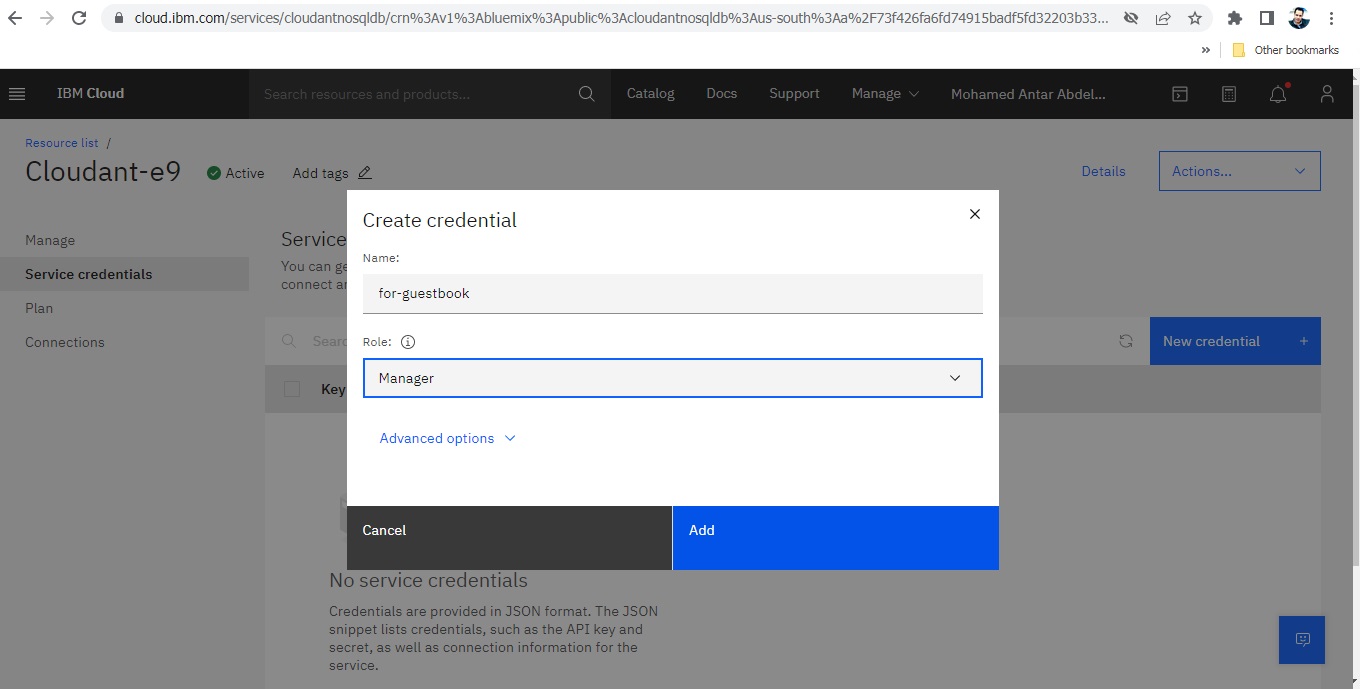 cloud.ibm.com/services/cloudantnosqldb/crn%3Av1%3Abluemix%3Apublic%3Acloudantnosqldb%3Aus-south%3Aa%2F73f426fa6fd74915badf5fd32203b33...
» Other bookmarks
IBM Cloud Search resources and products... Catalog Docs Support Manage Mohamed Antar Abdel...
Resource list /
Cloudant-e9 Active Add tags Details Actions...
Create credential
Name:
for-guestbook
Role:
Manager
Advanced options
Cancel Add
Manage
Service credentials
Plan
Connections
Service
You can ge
connect a
Searc
New credential +
Key
No service credentials
Credentials are provided in JSON format. The JSON
snippet lists credentials, such as the API key and
secret, as well as connection information for the
service.